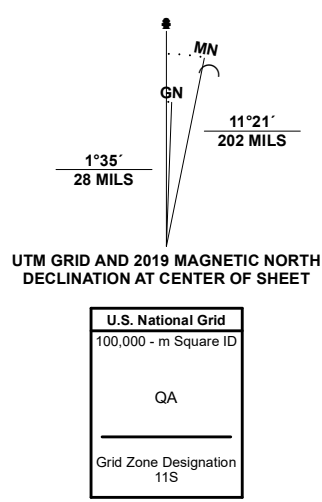 MN
GN
11°21´
202 MILS
1°35´
28 MILS
UTM GRID AND 2019 MAGNETIC NORTH
DECLINATION AT CENTER OF SHEET
U.S. National Grid
100,000 - m Square ID
QA
Grid Zone Designation
11S